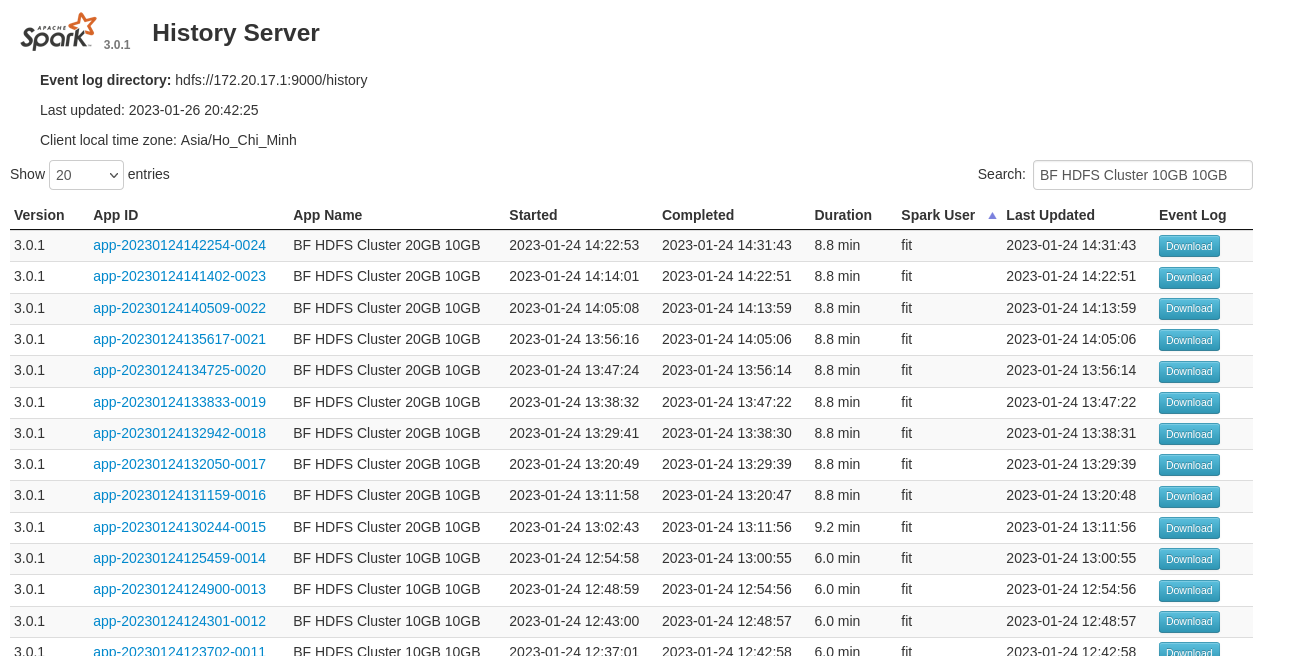 APACHE Spark 3.0.1 History Server
Event log directory: hdfs://172.20.17.1:9000/history
Last updated: 2023-01-26 20:42:25
Client local time zone: Asia/Ho_Chi_Minh
Show 20 entries Search: BF HDFS Cluster 10GB 10GB
Version App ID App Name Started Completed Duration Spark User Last Updated Event Log
3.0.1 app-20230124142254-0024 BF HDFS Cluster 20GB 10GB 2023-01-24 14:22:53 2023-01-24 14:31:43 8.8 min fit 2023-01-24 14:31:43 Download
3.0.1 app-20230124141402-0023 BF HDFS Cluster 20GB 10GB 2023-01-24 14:14:01 2023-01-24 14:22:51 8.8 min fit 2023-01-24 14:22:51 Download
3.0.1 app-20230124140509-0022 BF HDFS Cluster 20GB 10GB 2023-01-24 14:05:08 2023-01-24 14:13:59 8.8 min fit 2023-01-24 14:13:59 Download
3.0.1 app-20230124135617-0021 BF HDFS Cluster 20GB 10GB 2023-01-24 13:56:16 2023-01-24 14:05:06 8.8 min fit 2023-01-24 14:05:06 Download
3.0.1 app-20230124134725-0020 BF HDFS Cluster 20GB 10GB 2023-01-24 13:47:24 2023-01-24 13:56:14 8.8 min fit 2023-01-24 13:56:14 Download
3.0.1 app-20230124133833-0019 BF HDFS Cluster 20GB 10GB 2023-01-24 13:38:32 2023-01-24 13:47:22 8.8 min fit 2023-01-24 13:47:22 Download
3.0.1 app-20230124132942-0018 BF HDFS Cluster 20GB 10GB 2023-01-24 13:29:41 2023-01-24 13:38:30 8.8 min fit 2023-01-24 13:38:31 Download
3.0.1 app-20230124132050-0017 BF HDFS Cluster 20GB 10GB 2023-01-24 13:20:49 2023-01-24 13:29:39 8.8 min fit 2023-01-24 13:29:39 Download
3.0.1 app-20230124131159-0016 BF HDFS Cluster 20GB 10GB 2023-01-24 13:11:58 2023-01-24 13:20:47 8.8 min fit 2023-01-24 13:20:48 Download
3.0.1 app-20230124130244-0015 BF HDFS Cluster 20GB 10GB 2023-01-24 13:02:43 2023-01-24 13:11:56 9.2 min fit 2023-01-24 13:11:56 Download
3.0.1 app-20230124125459-0014 BF HDFS Cluster 10GB 10GB 2023-01-24 12:54:58 2023-01-24 13:00:55 6.0 min fit 2023-01-24 13:00:55 Download
3.0.1 app-20230124124900-0013 BF HDFS Cluster 10GB 10GB 2023-01-24 12:48:59 2023-01-24 12:54:56 6.0 min fit 2023-01-24 12:54:56 Download
3.0.1 app-20230124124301-0012 BF HDFS Cluster 10GB 10GB 2023-01-24 12:43:00 2023-01-24 12:48:57 6.0 min fit 2023-01-24 12:48:57 Download
3.0.1 app-20230124123702-0011 BF HDFS Cluster 10GB 10GB 2023-01-24 12:37:01 2023-01-24 12:42:58 6.0 min fit 2023-01-24 12:42:58 Download